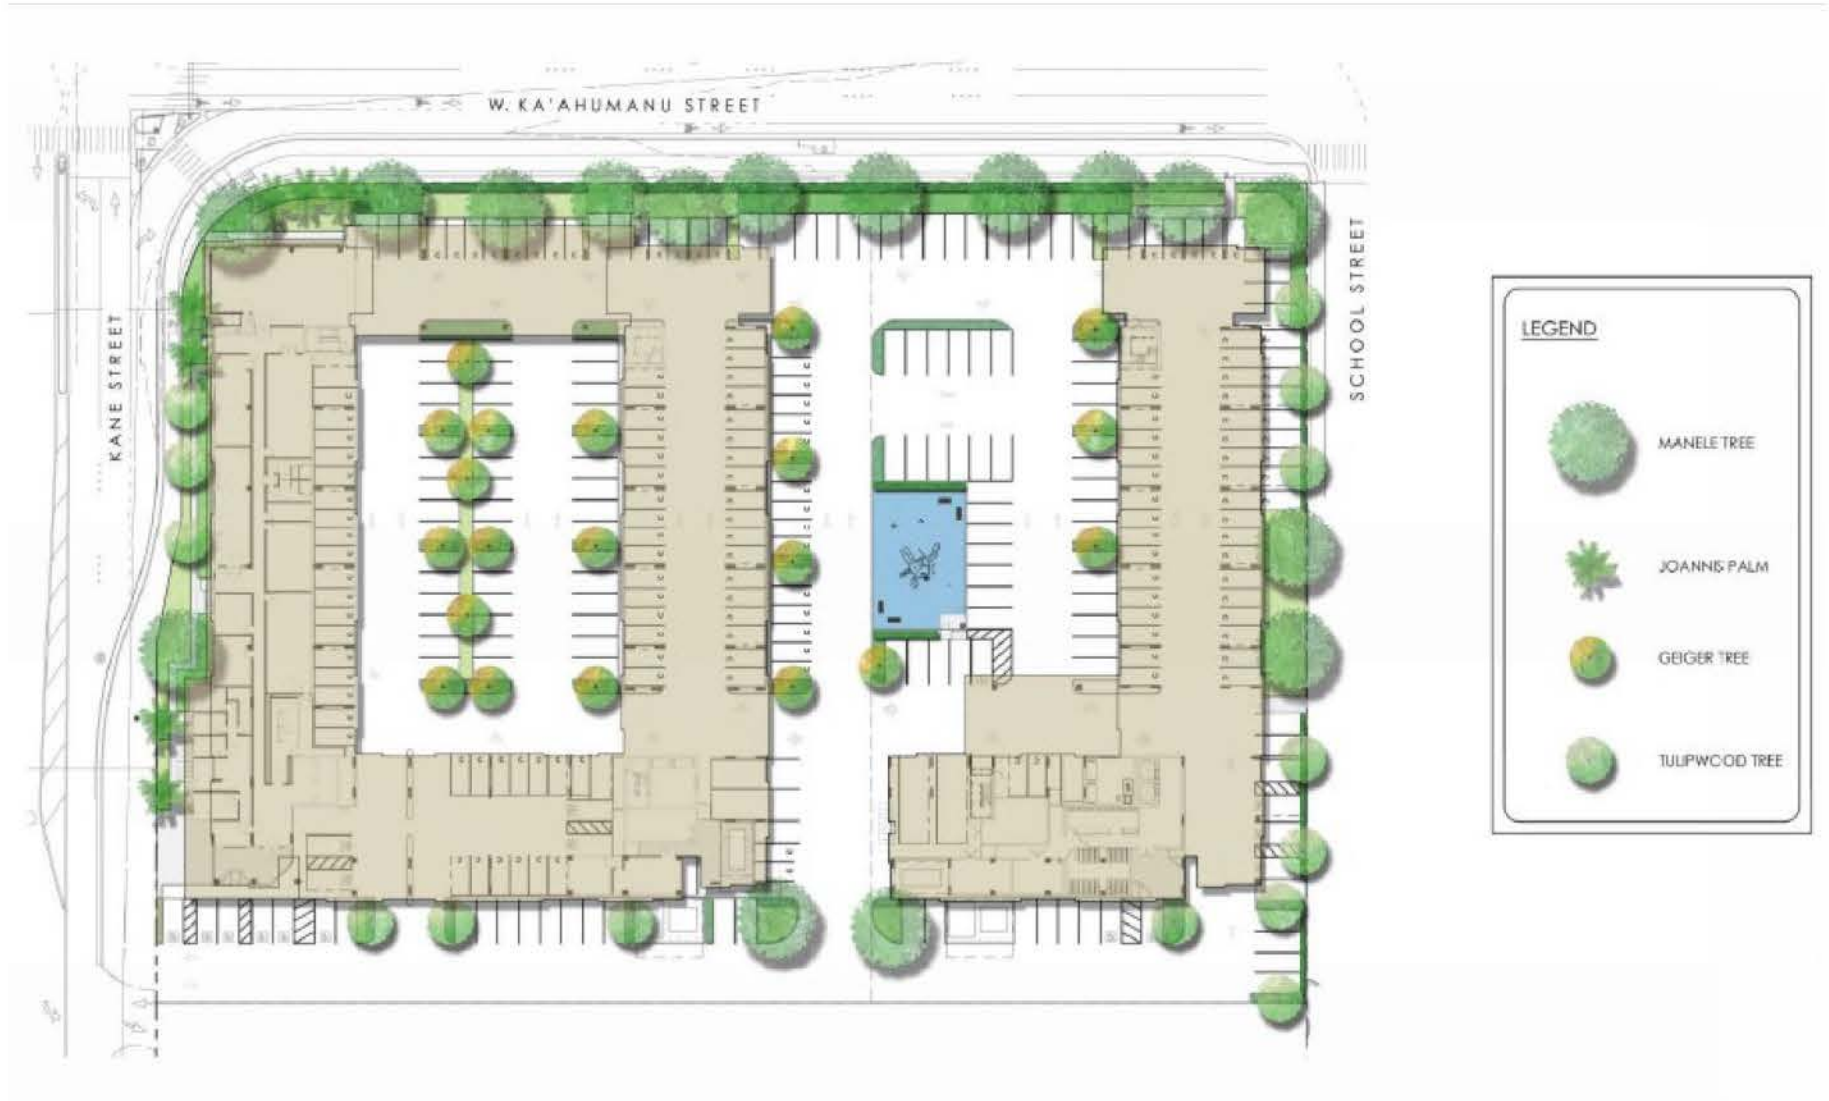 W. KA'AHUMANU STREET
KANE STREET
SCHOOL STREET
LEGEND
MANELE TREE
JOANNIS PALM
GEIGER TREE
TULIPWOOD TREE